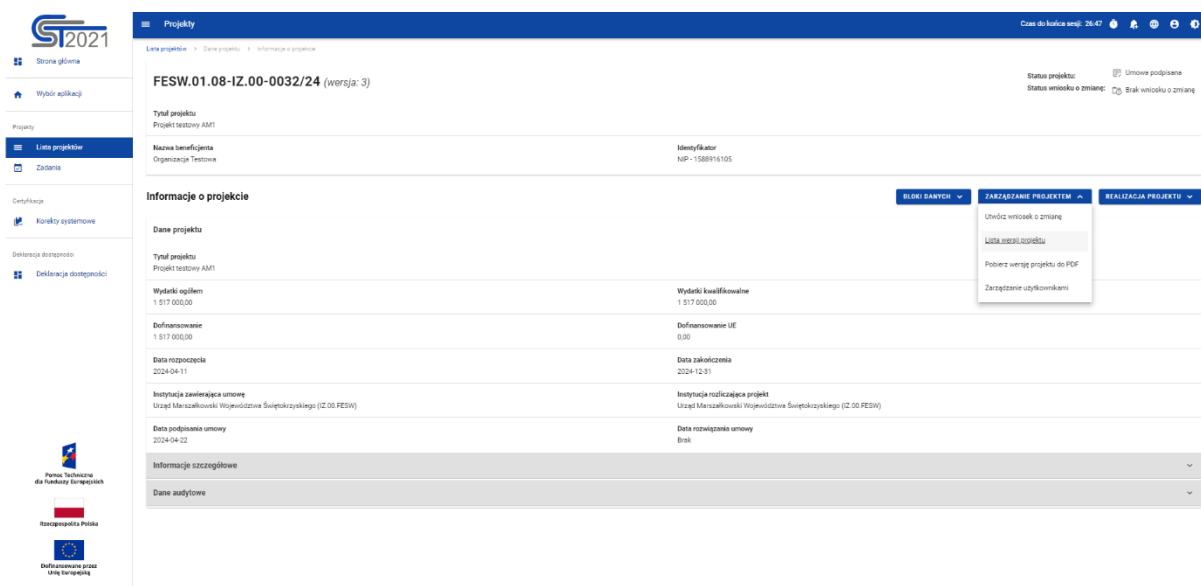 CST2021
Strona główna
Wybór aplikacji
Projekty
Lista projektów
Zadania
Certyfikacja
Korekty systemowe
Deklaracja dostępności
Deklaracja dostępności
Pomoc Techniczna
dla Funduszy Europejskich
Rzeczpospolita Polska
Dofinansowane przez
Unię Europejską
Projekty
Czas do końca sesji: 26:47
Lista projektów > Dane projektu > Informacje o projekcie
FESW.01.08-IZ.00-0032/24 (wersja: 3)
Status projektu: Umowa podpisana
Status wniosku o zmianę: Brak wniosku o zmianę
Tytuł projektu
Projekt testowy AM1
Nazwa beneficjenta Identyfikator
Organizacja Testowa NIP - 1588916105
Informacje o projekcie
BLOKI DANYCH ZARZĄDZANIE PROJEKTEM REALIZACJA PROJEKTU
Utwórz wniosek o zmianę
Lista wersji projektu
Pobierz wersję projektu do PDF
Zarządzanie użytkownikami
Dane projektu
Tytuł projektu
Projekt testowy AM1
Wydatki ogółem Wydatki kwalifikowalne
1 517 000,00 1 517 000,00
Dofinansowanie Dofinansowanie UE
1 517 000,00 0,00
Data rozpoczęcia Data zakończenia
2024-04-11 2024-12-31
Instytucja zawierająca umowę Instytucja rozliczająca projekt
Urząd Marszałkowski Województwa Świętokrzyskiego (IZ.00.FESW) Urząd Marszałkowski Województwa Świętokrzyskiego (IZ.00.FESW)
Data podpisania umowy Data rozwiązania umowy
2024-04-22 Brak
Informacje szczegółowe
Dane audytowe